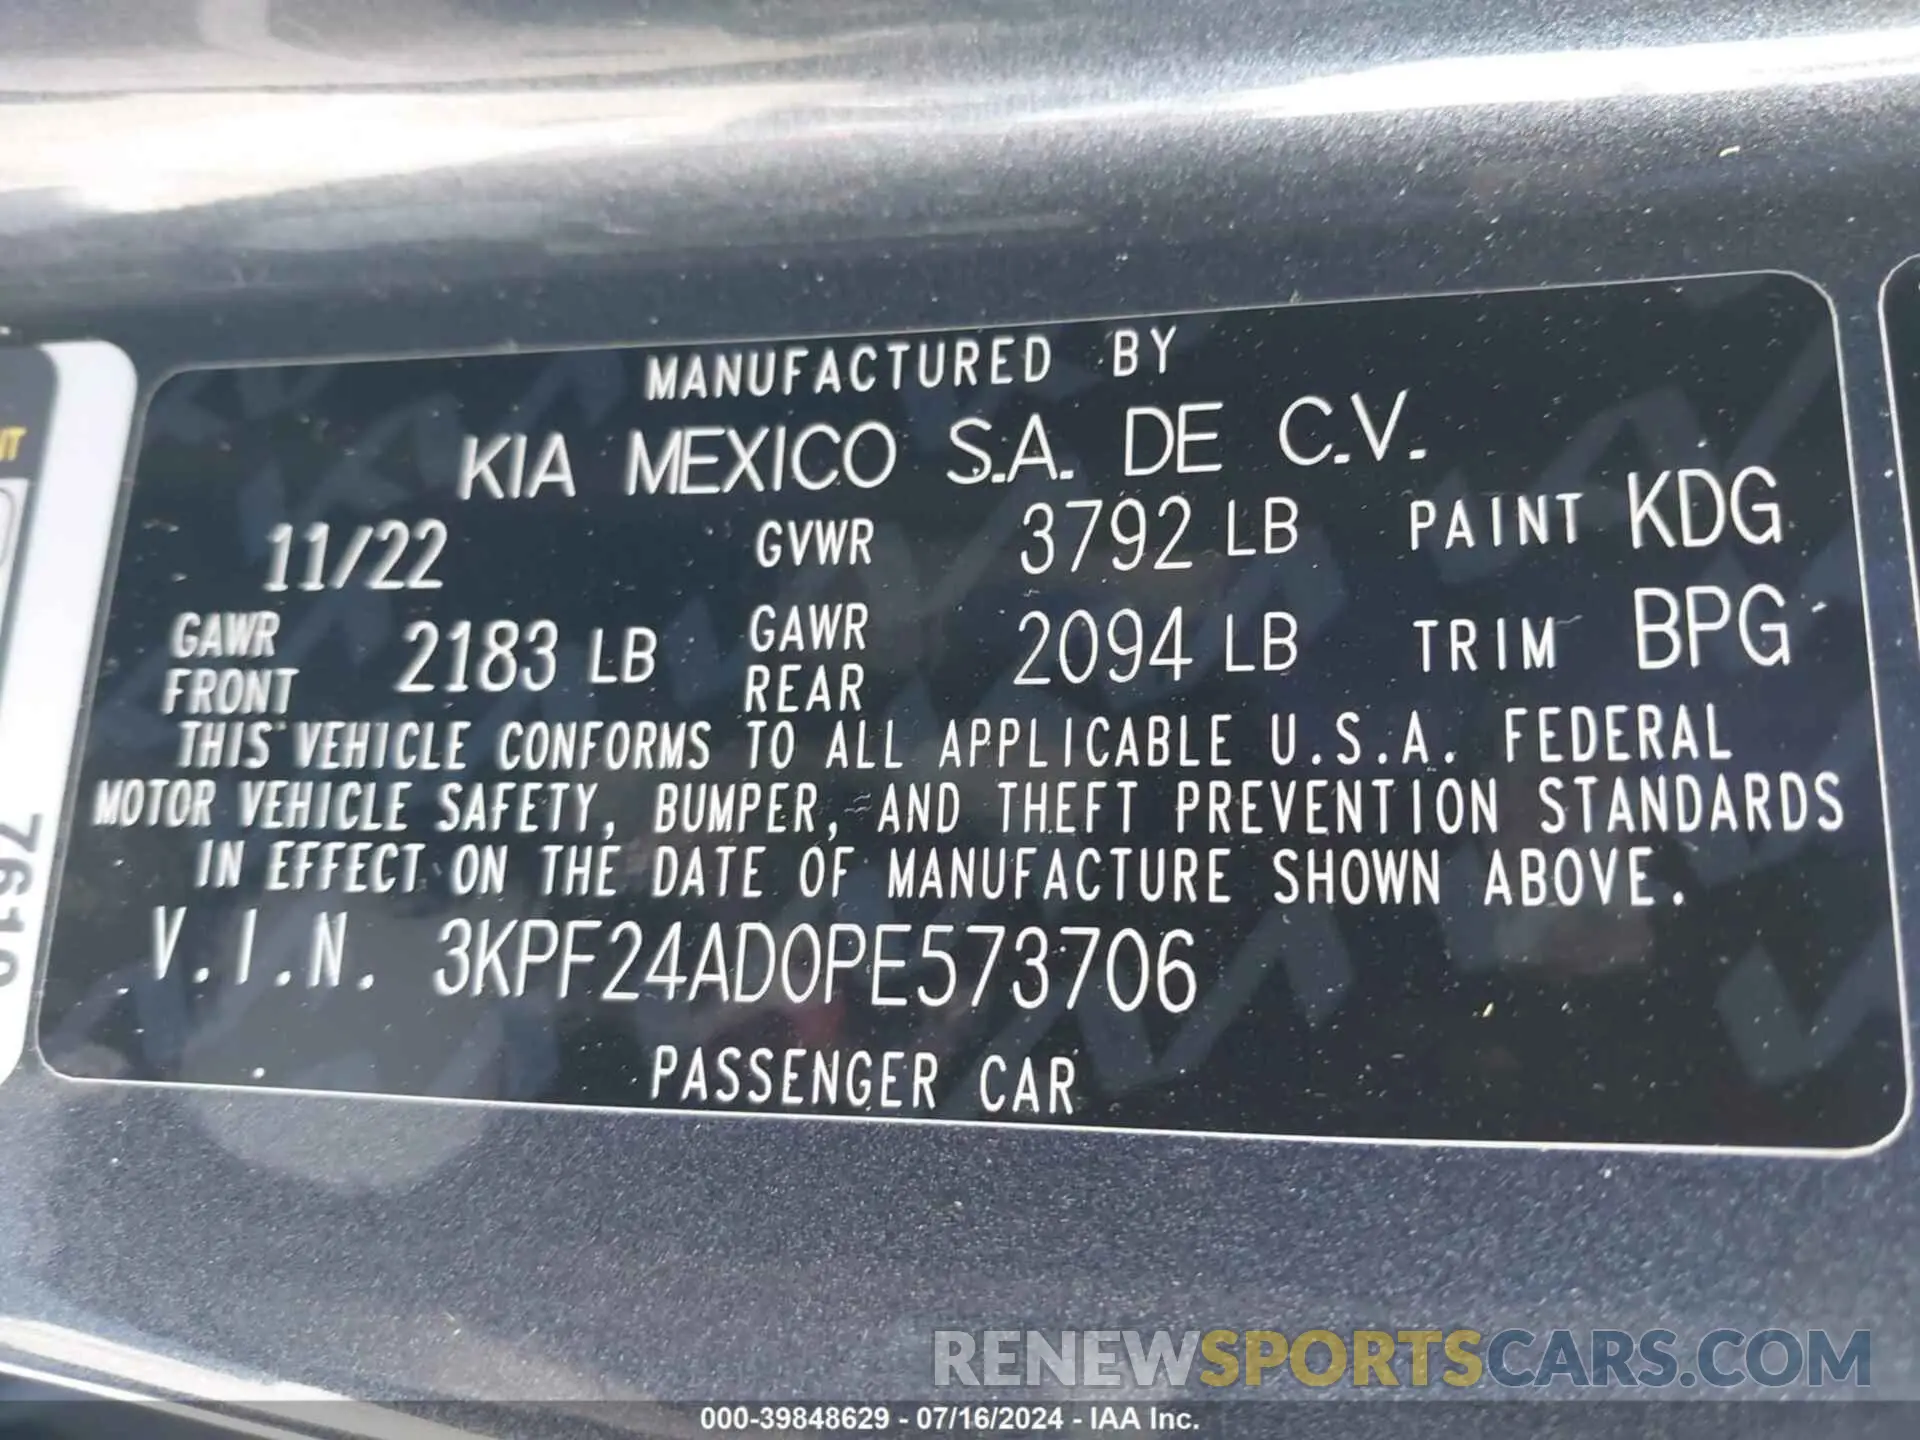 MANUFACTURED BY
KIA MEXICO S.A. DE C.V.
11/22 GVWR 3792 LB PAINT KDG
GAWR FRONT 2183 LB GAWR REAR 2094 LB TRIM BPG
THIS VEHICLE CONFORMS TO ALL APPLICABLE U.S.A. FEDERAL
MOTOR VEHICLE SAFETY, BUMPER, AND THEFT PREVENTION STANDARDS
IN EFFECT ON THE DATE OF MANUFACTURE SHOWN ABOVE.
V.I.N. 3KPF24AD0PE573706
PASSENGER CAR
RENEWSPORTSCARS.COM
000-39848629 - 07/16/2024 - IAA Inc.